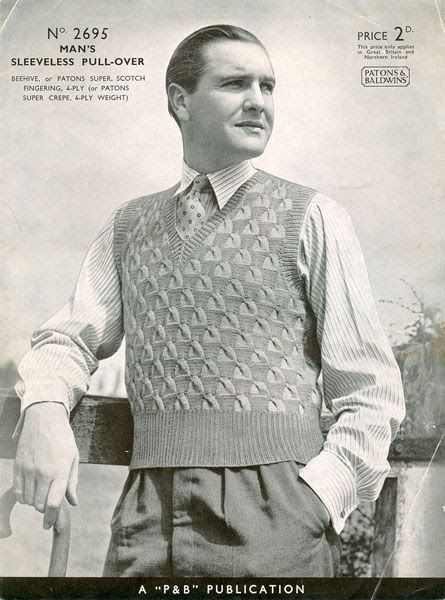 No. 2695
MAN'S
SLEEVELESS PULL-OVER
BEEHIVE, or PATONS SUPER, SCOTCH
FINGERING, 4-PLY (or PATONS
SUPER CREPE, 4-PLY WEIGHT)
PRICE 2D.
This price only applies
in Great Britain and
Northern Ireland
PATONS &
BALDWINS'
A "P&B" PUBLICATION